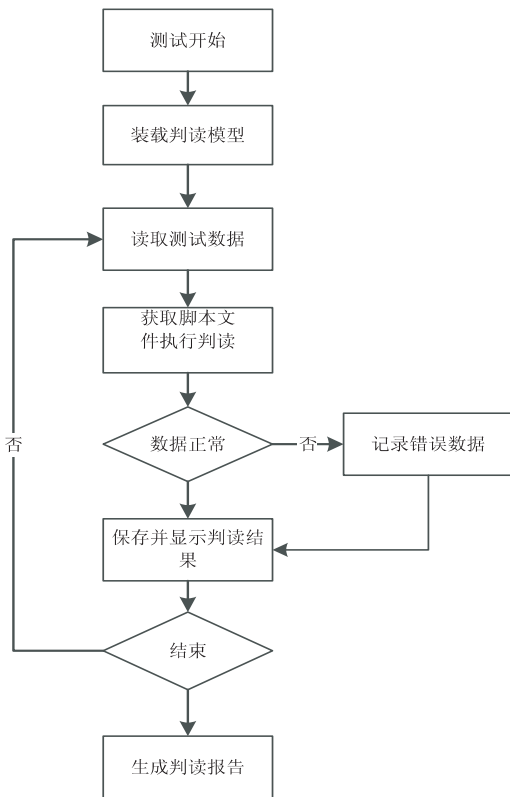 测试开始
装载判读模型
读取测试数据
获取脚本文
件执行判读
数据正常
否
记录错误数据
否
保存并显示判读结
果
结束
生成判读报告